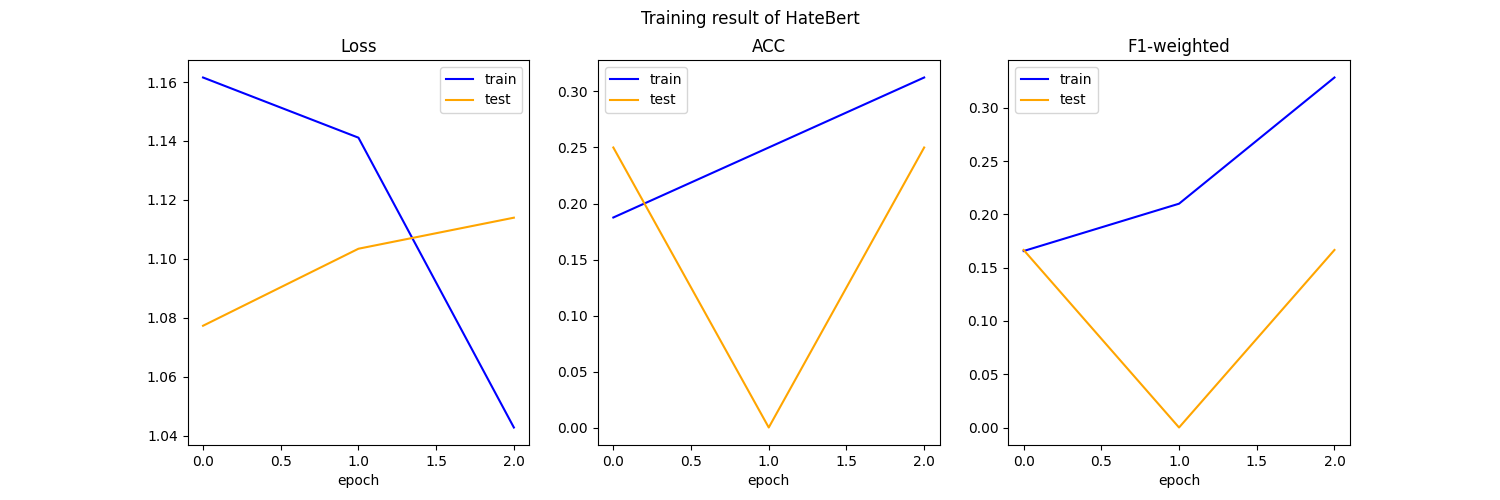 Training result of HateBert
Loss
train
test
1.16
1.14
1.12
1.10
1.08
1.06
1.04
0.0 0.5 1.0 1.5 2.0
epoch
ACC
train
test
0.30
0.25
0.20
0.15
0.10
0.05
0.00
0.0 0.5 1.0 1.5 2.0
epoch
F1-weighted
train
test
0.30
0.25
0.20
0.15
0.10
0.05
0.00
0.0 0.5 1.0 1.5 2.0
epoch